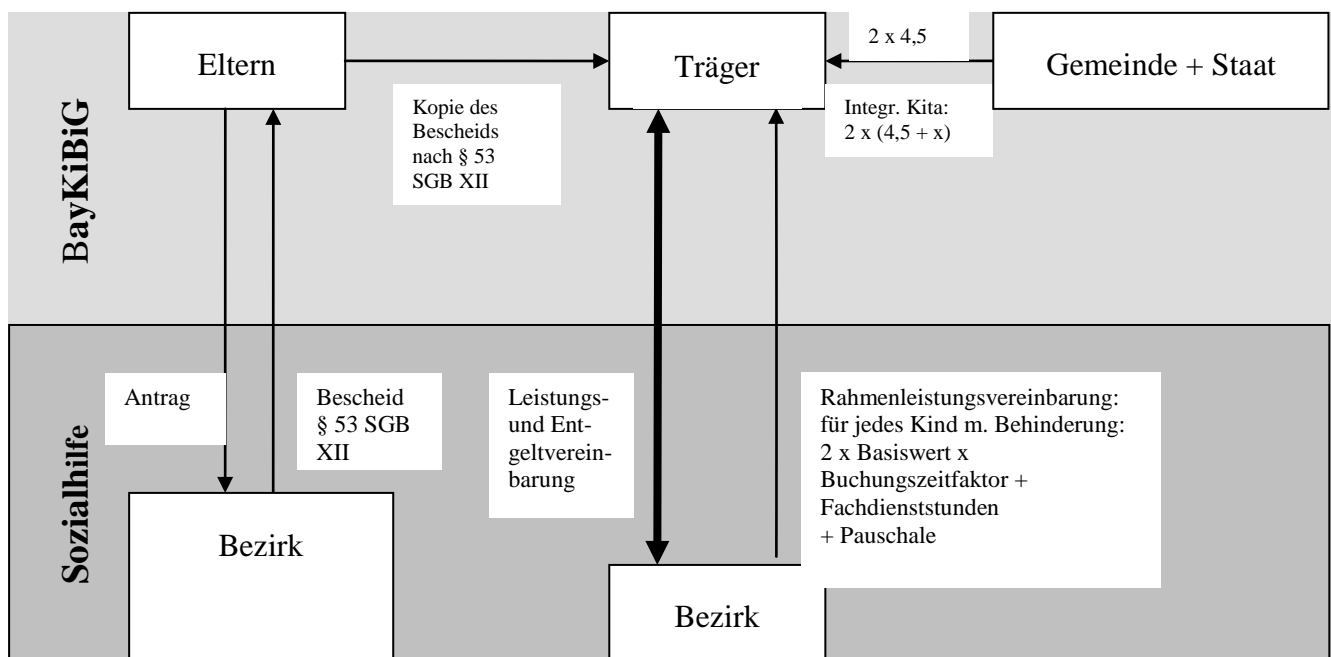 Eltern
Träger
2 x 4,5
Gemeinde + Staat
Kopie des
Bescheids
nach § 53
SGB XII
Integr. Kita:
2 x (4,5 + x)
BayKiBiG
Antrag
Bescheid
§ 53 SGB
XII
Leistungs-
und Ent-
geltverein-
barung
Rahmenleistungsvereinbarung:
für jedes Kind m. Behinderung:
2 x Basiswert x
Buchungszeitfaktor +
Fachdienststunden
+ Pauschale
Sozialhilfe
Bezirk
Bezirk